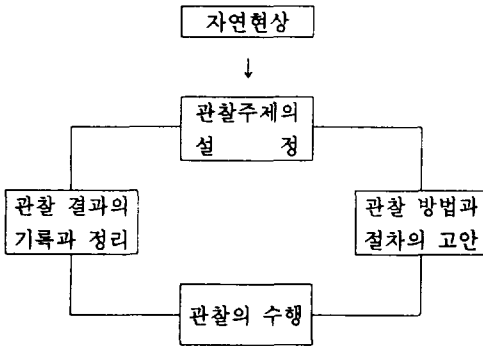 자연현상
↓
관찰주제의
설 정
관찰 결과의
기록과 정리
관찰 방법과
절차의 고안
관찰의 수행